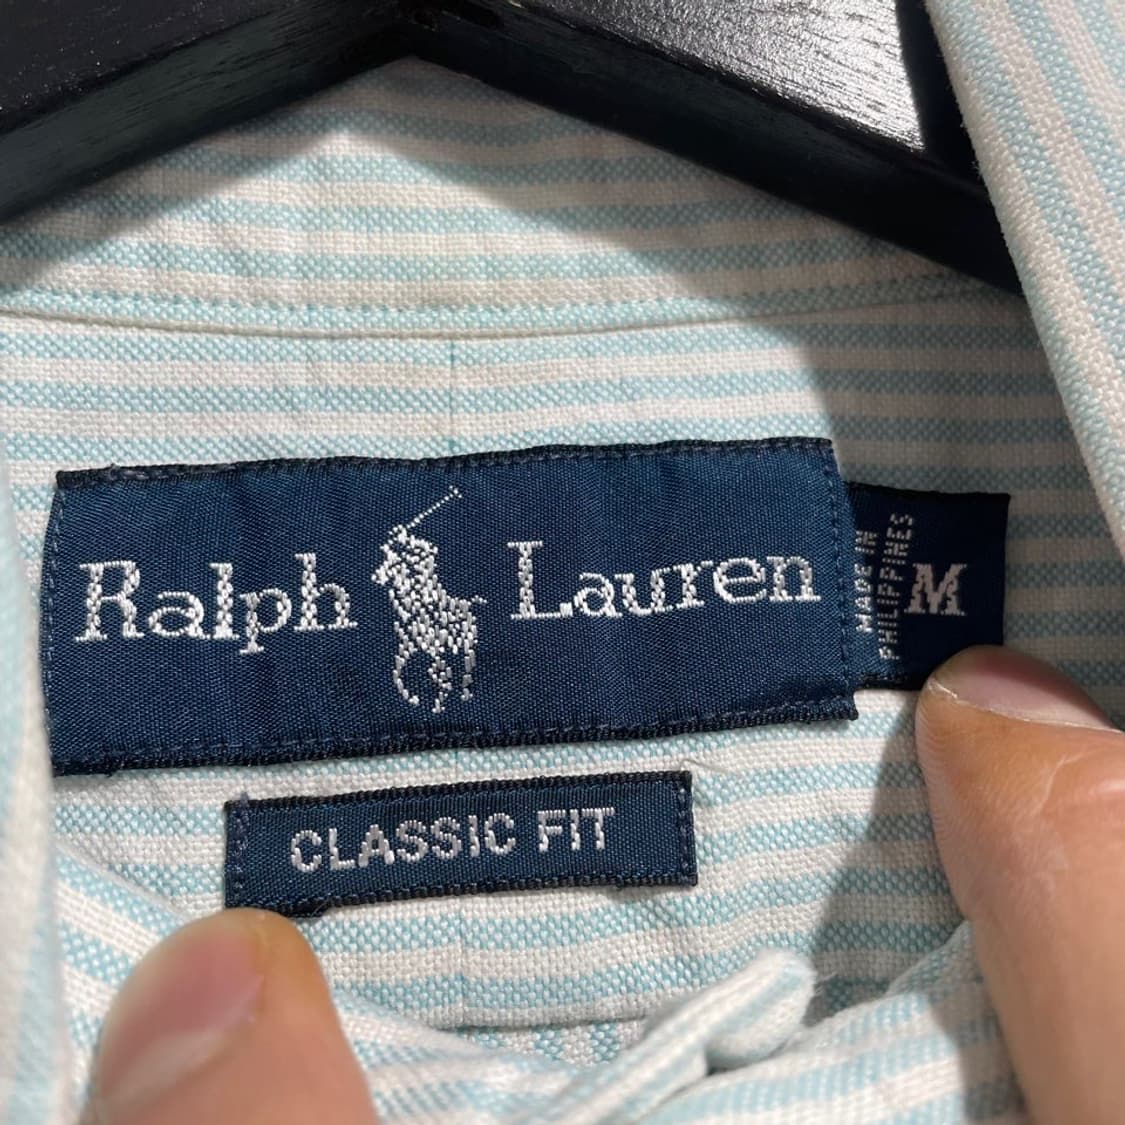 Ralph Lauren
MADE IN
PHILIPPINES
M
CLASSIC FIT